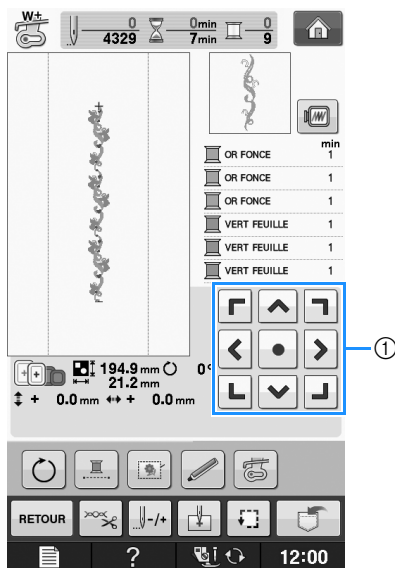 W±
0 0min 0
4329 7min 9
min
OR FONCE 1
OR FONCE 1
OR FONCE 1
VERT FEUILLE 1
VERT FEUILLE 1
VERT FEUILLE 1
①
194.9 mm 0°
21.2 mm
+ 0.0 mm + 0.0 mm
RETOUR -/+
? 12:00